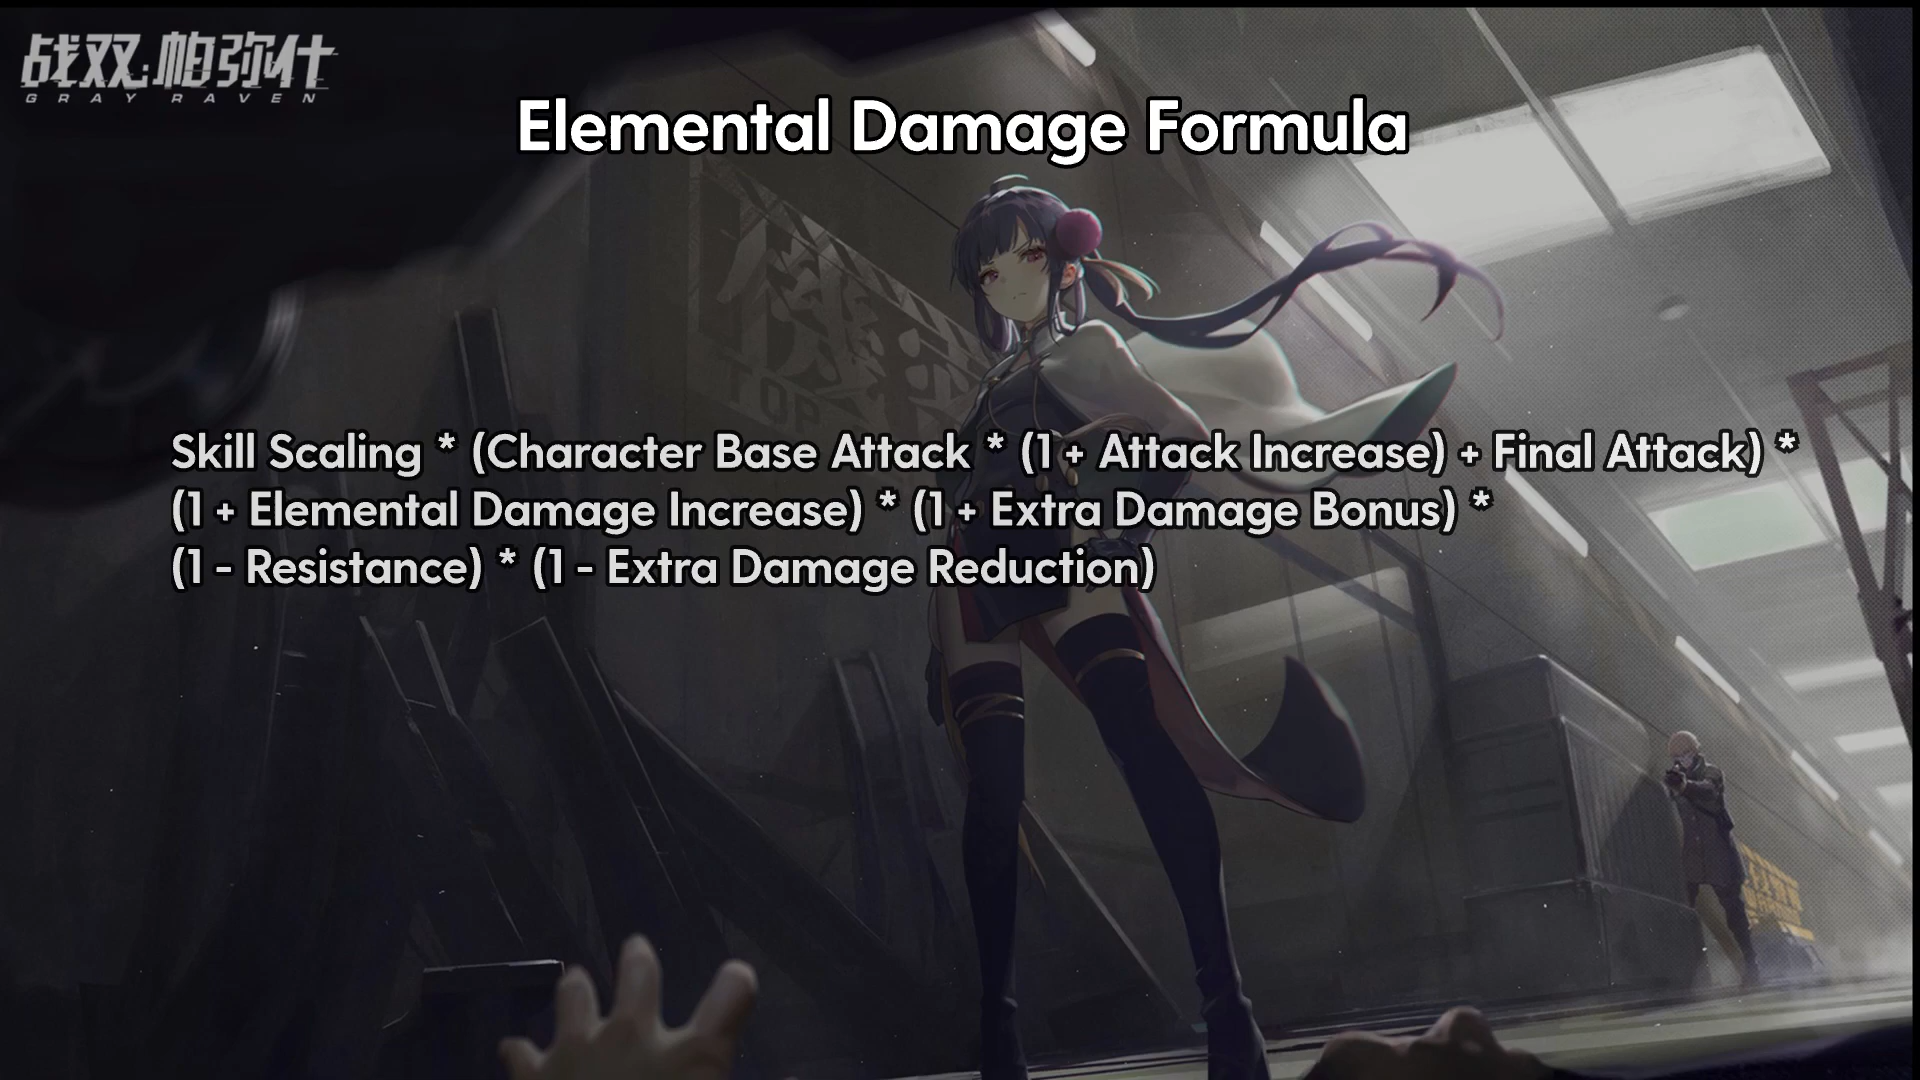 战双:帕弥什
GRAY RAVEN
Elemental Damage Formula
TOP
Skill Scaling * (Character Base Attack * (1 + Attack Increase) + Final Attack) *
(1 + Elemental Damage Increase) * (1 + Extra Damage Bonus) *
(1 - Resistance) * (1 - Extra Damage Reduction)